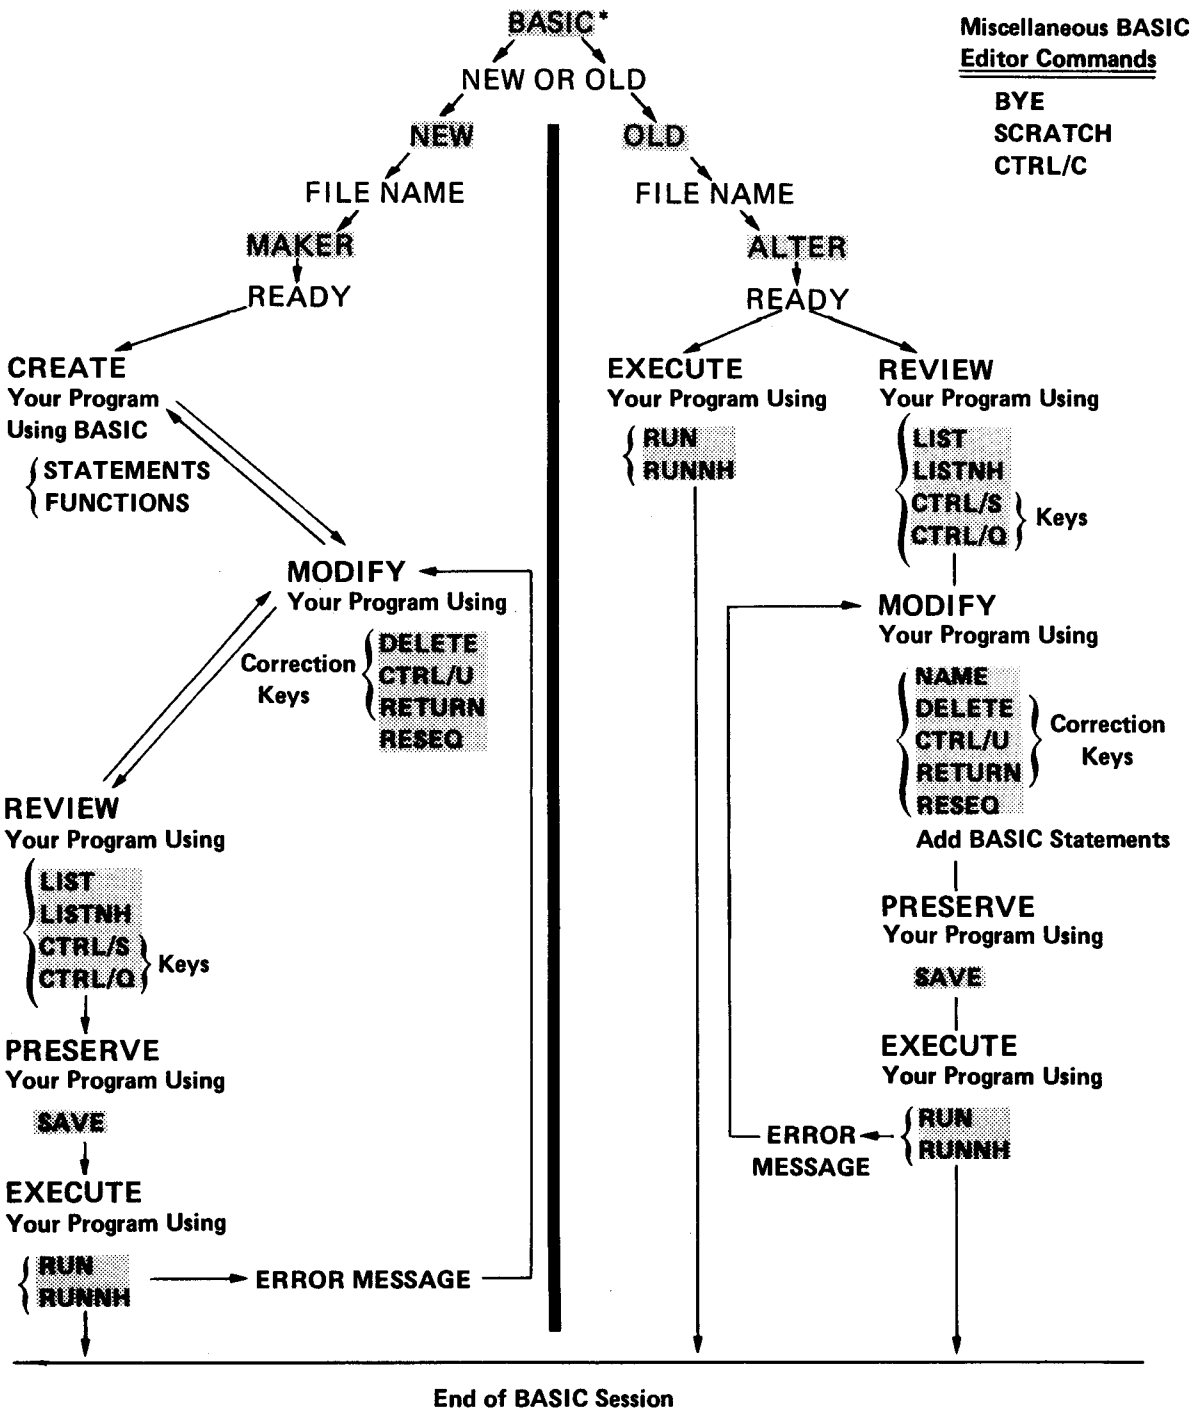 BASIC*
NEW OR OLD
Miscellaneous BASIC
Editor Commands
BYE
SCRATCH
CTRL/C
NEW
FILE NAME
MAKER
READY
CREATE
Your Program
Using BASIC
STATEMENTS
FUNCTIONS
MODIFY
Your Program Using
Correction
Keys
DELETE
CTRL/U
RETURN
RESEQ
REVIEW
Your Program Using
LIST
LISTNH
CTRL/S
CTRL/Q
Keys
PRESERVE
Your Program Using
SAVE
EXECUTE
Your Program Using
RUN
RUNNH
ERROR MESSAGE
OLD
FILE NAME
ALTER
READY
EXECUTE
Your Program Using
RUN
RUNNH
REVIEW
Your Program Using
LIST
LISTNH
CTRL/S
CTRL/Q
Keys
MODIFY
Your Program Using
NAME
DELETE
CTRL/U
RETURN
RESEQ
Correction
Keys
Add BASIC Statements
PRESERVE
Your Program Using
SAVE
EXECUTE
Your Program Using
RUN
RUNNH
ERROR
MESSAGE
End of BASIC Session